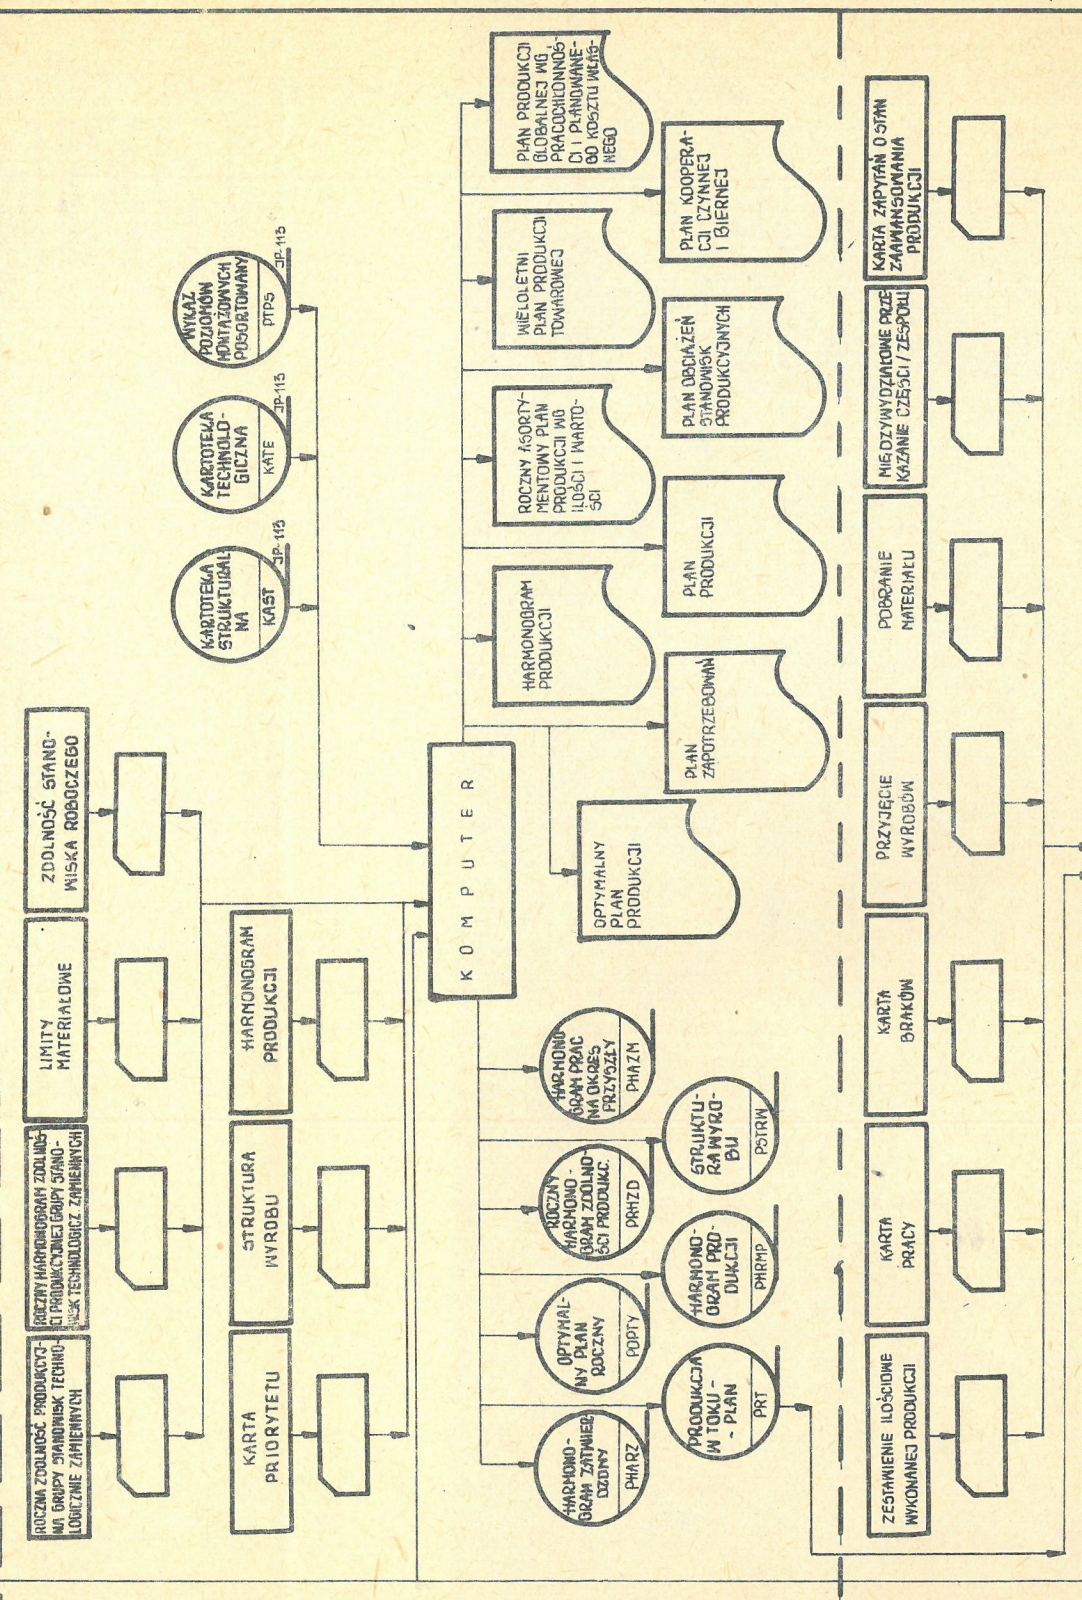 ROCZNA ZDOLNOŚĆ PRODUKCYJ-
NA GRUPY STANOWISK TECHNO-
LOGICZNIE ZAMIENNYCH
ROCZNY HARMONOGRAM ZDOLNOŚ-
CI PRODUKCYJNEJ GRUPY STANO-
WISK TECHNOLOGICZ ZAMIENNYCH
LIMITY
MATERIAŁOWE
ZDOLNOŚĆ STANO-
WISKA ROBOCZEGO
KARTA
PRIORYTETU
STRUKTURA
WYROBU
HARMONOGRAM
PRODUKCJI
KARTOTEKA
STRUKTURAL
NA
KAST
JP-113
KARTOTEKA
TECHNOLO-
GICZNA
KATE
JP-113
WYKAZ
POZIOMÓW
MONTAŻOWYCH
POSORTOWANY
PTPS
JP-113
KOMPUTER
HARMONO-
GRAM ZATWIER
DZONY
PHARZ
OPTYMAL-
NY PLAN
ROCZNY
POPTY
ROCZNY
HARMONO-
GRAM ZDOLNO-
ŚCI PRODUKC.
PRHZD
HARMONO
GRAM PRAC
NA OKRES
PRZYSZŁY
PHAZM
PRODUKCJA
W TOKU -
- PLAN
PRT
HARMONO-
GRAM PRO-
DUKCJI
PHRMP
STRUKTU-
RA WYRO-
BU
PSTRW
HARMONOGRAM
PRODUKCJI
ROCZNY ASORTY-
MENTOWY PLAN
PRODUKCJI WG
ILOŚCI I WARTO-
ŚCI
WIELOLETNI
PLAN PRODUKCJI
TOWAROWEJ
PLAN PRODUKCJI
GLOBALNEJ WG
PRACOCHŁONNOŚ-
CI I PLANOWANE-
GO KOSZTU WŁAS-
NEGO
OPTYMALNY
PLAN
PRODUKCJI
PLAN
ZAPOTRZEBOWAŃ
PLAN
PRODUKCJI
PLAN OBCIĄŻEŃ
STANOWISK
PRODUKCYJNYCH
PLAN KOOPERA-
CJI CZYNNEJ
I BIERNEJ
ZESTAWIENIE ILOŚCIOWE
WYKONANEJ PRODUKCJI
KARTA
PRACY
KARTA
BRAKÓW
PRZYJĘCIE
WYROBÓW
POBRANIE
MATERIAŁU
MIĘDZYWYDZIAŁOWE PRZE-
KAZANIE CZĘŚCI / ZESPOŁU
KARTA ZAPYTAŃ O STAN
ZAAWANSOWANIA
PRODUKCJI